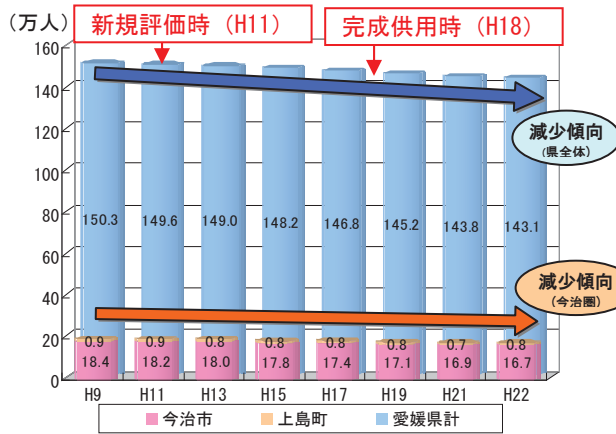 (万人)
新規評価時（H11）
完成供用時（H18）
160
140
120
100
80
60
40
20
0
減少傾向
(県全体)
150.3 149.6 149.0 148.2 146.8 145.2 143.8 143.1
減少傾向
(今治圏)
0.9 0.9 0.8 0.8 0.8 0.8 0.7 0.8
18.4 18.2 18.0 17.8 17.4 17.1 16.9 16.7
H9 H11 H13 H15 H17 H19 H21 H22
今治市 上島町 愛媛県計